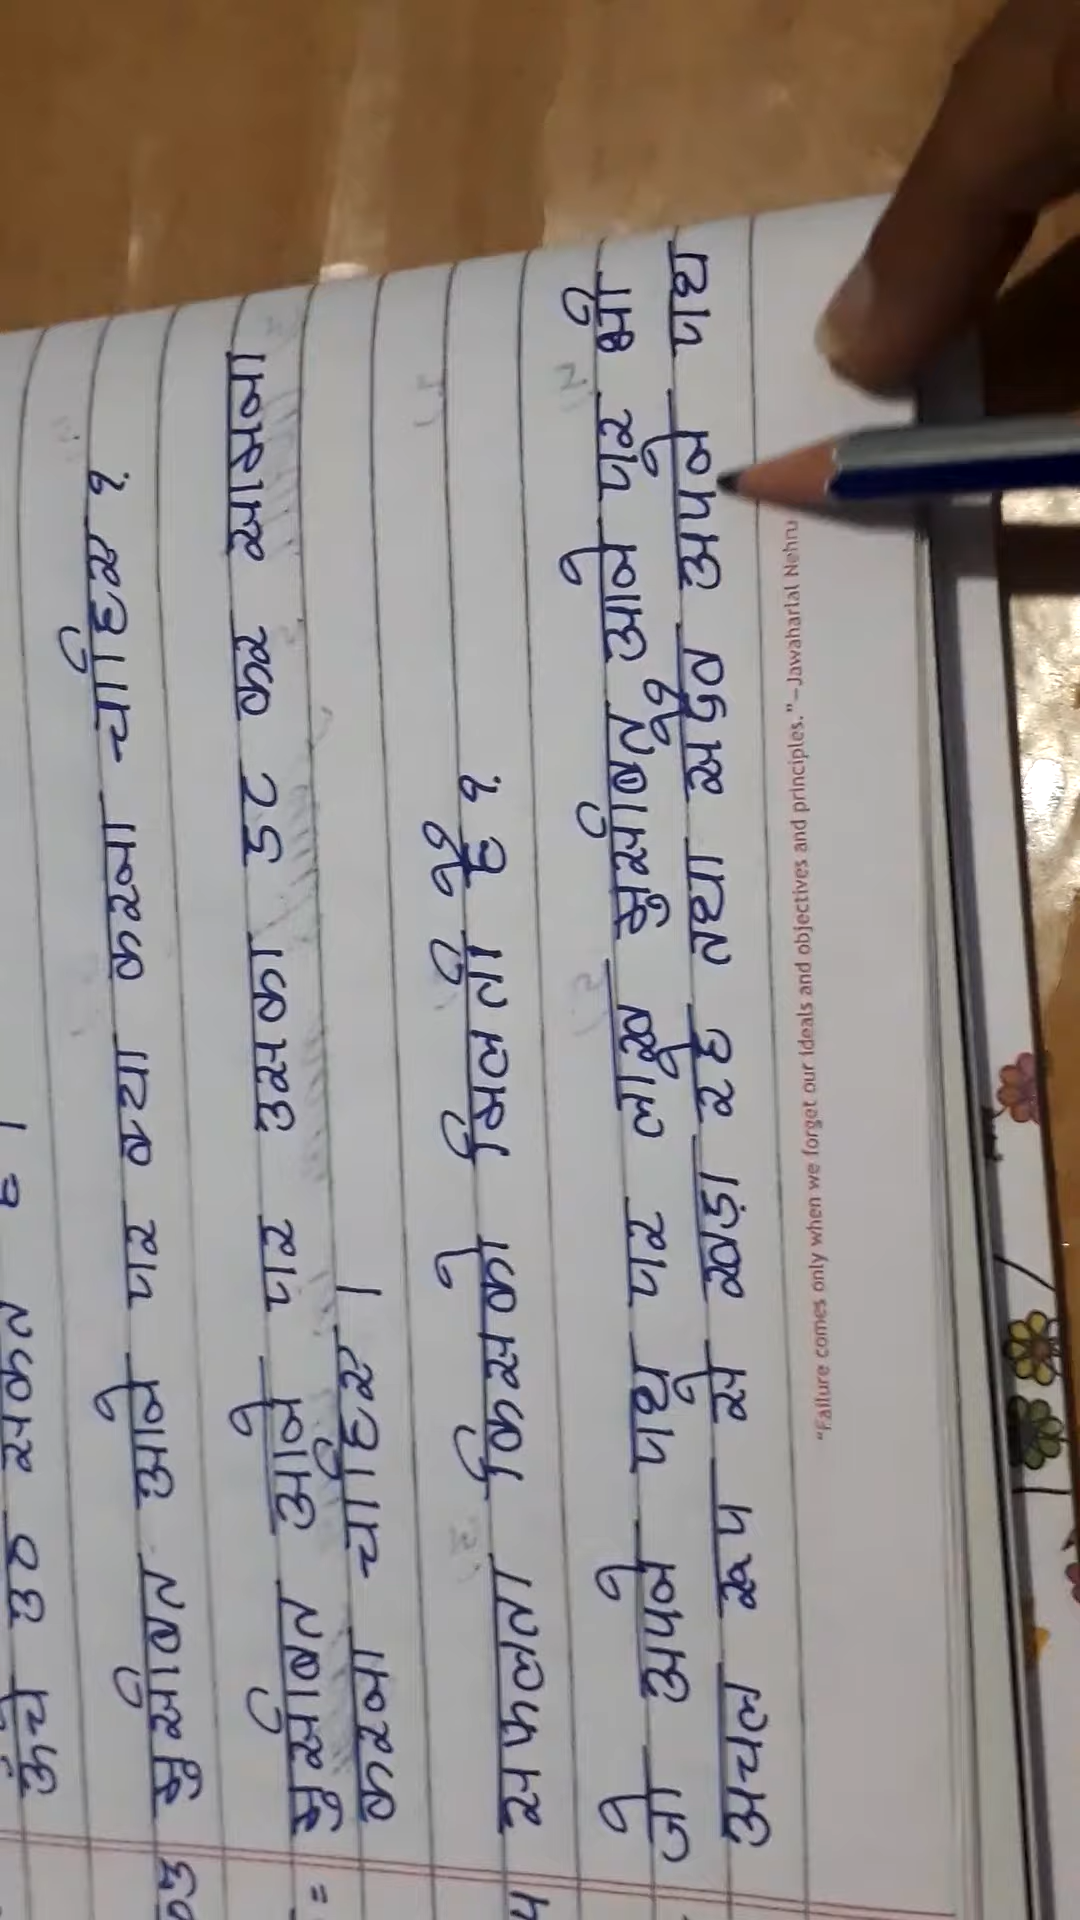 ऊँचे उठ सकते है ।
मुसीबत आने पर क्या करना चाहिए ?
मुसीबत आने पर उसका डट कर सामना
करना चाहिए ।
सफलता किसको मिलती है ?
जो अपने पथ पर लाख मुसीबतें आने पर भी
अचल रूप से खड़ा रहे तथा सदैव अपने पथ
"Failure comes only when we forget our ideals and objectives and principles."–Jawaharlal Nehru